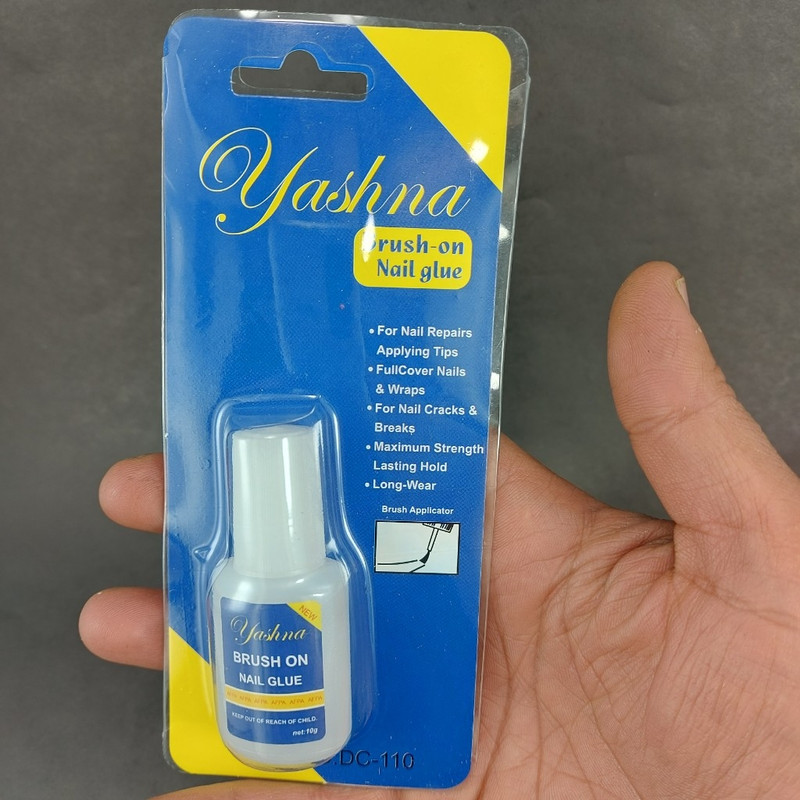 Yashna
brush-on
Nail glue
• For Nail Repairs
Applying Tips
• FullCover Nails
& Wraps
• For Nail Cracks &
Breaks
• Maximum Strength
Lasting Hold
• Long-Wear
Brush Applicator
NEW
Yashna
BRUSH ON
NAIL GLUE
KEEP OUT OF REACH OF CHILD.
net:10g
DC-110